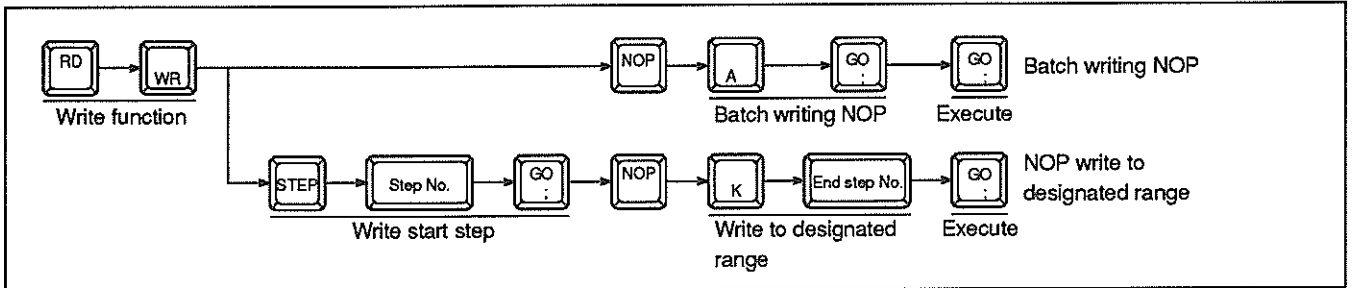 RD WR NOP A GO ; GO ; Batch writing NOP
Write function Batch writing NOP Execute
STEP Step No. GO ; NOP K End step No. GO ; NOP write to
designated range
Write start step Write to designated Execute
range